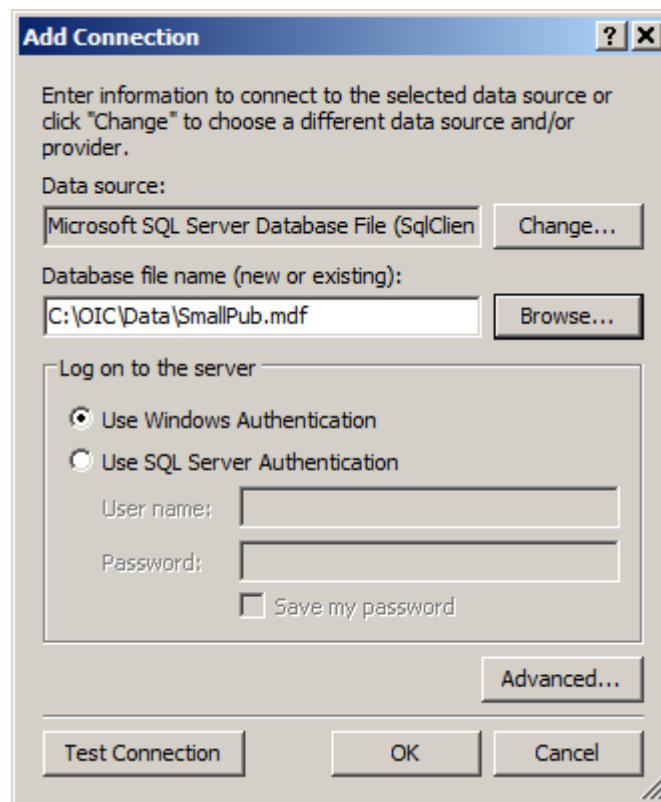 Add Connection
Enter information to connect to the selected data source or
click "Change" to choose a different data source and/or
provider.
Data source:
Microsoft SQL Server Database File (SqlClien
Change...
Database file name (new or existing):
C:\OIC\Data\SmallPub.mdf
Browse...
Log on to the server
Use Windows Authentication
Use SQL Server Authentication
User name:
Password:
Save my password
Advanced...
Test Connection
OK
Cancel